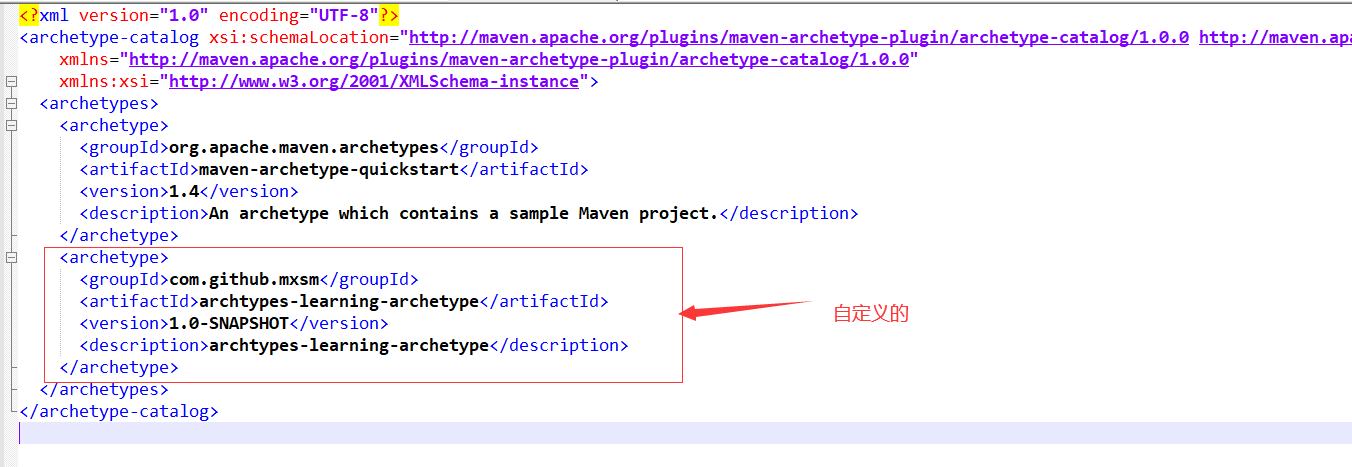 <?xml version="1.0" encoding="UTF-8"?>
<archetype-catalog xsi:schemaLocation="http://maven.apache.org/plugins/maven-archetype-plugin/archetype-catalog/1.0.0 http://maven.apa
xmlns="http://maven.apache.org/plugins/maven-archetype-plugin/archetype-catalog/1.0.0"
xmlns:xsi="http://www.w3.org/2001/XMLSchema-instance">
<archetypes>
<archetype>
<groupId>org.apache.maven.archetypes</groupId>
<artifactId>maven-archetype-quickstart</artifactId>
<version>1.4</version>
<description>An archetype which contains a sample Maven project.</description>
</archetype>
<archetype>
<groupId>com.github.mxsm</groupId>
<artifactId>archtypes-learning-archetype</artifactId>
<version>1.0-SNAPSHOT</version>
自定义的
<description>archtypes-learning-archetype</description>
</archetype>
</archetypes>
</archetype-catalog>